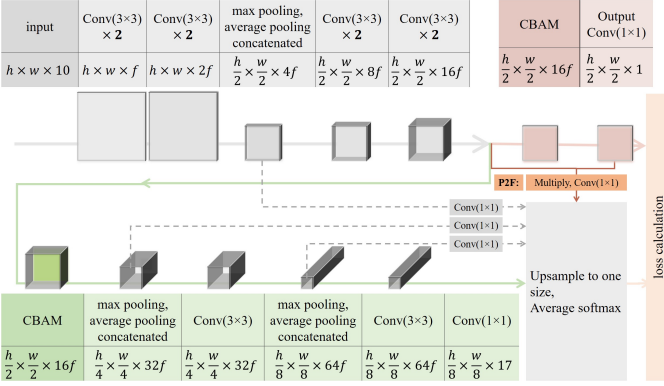 input
Conv(3×3)
× 2
Conv(3×3)
× 2
max pooling,
average pooling
concatenated
Conv(3×3)
× 2
Conv(3×3)
× 2
h × w × 10
h × w × f
h × w × 2f
h/2 × w/2 × 4f
h/2 × w/2 × 8f
h/2 × w/2 × 16f
CBAM
Output
Conv(1×1)
h/2 × w/2 × 16f
h/2 × w/2 × 1
P2F:
Multiply, Conv(1×1)
Conv(1×1)
Conv(1×1)
Conv(1×1)
Upsample to one
size,
Average softmax
loss calculation
CBAM
max pooling,
average pooling
concatenated
Conv(3×3)
max pooling,
average pooling
concatenated
Conv(3×3)
Conv(1×1)
h/2 × w/2 × 16f
h/4 × w/4 × 32f
h/4 × w/4 × 32f
h/8 × w/8 × 64f
h/8 × w/8 × 64f
h/8 × w/8 × 17